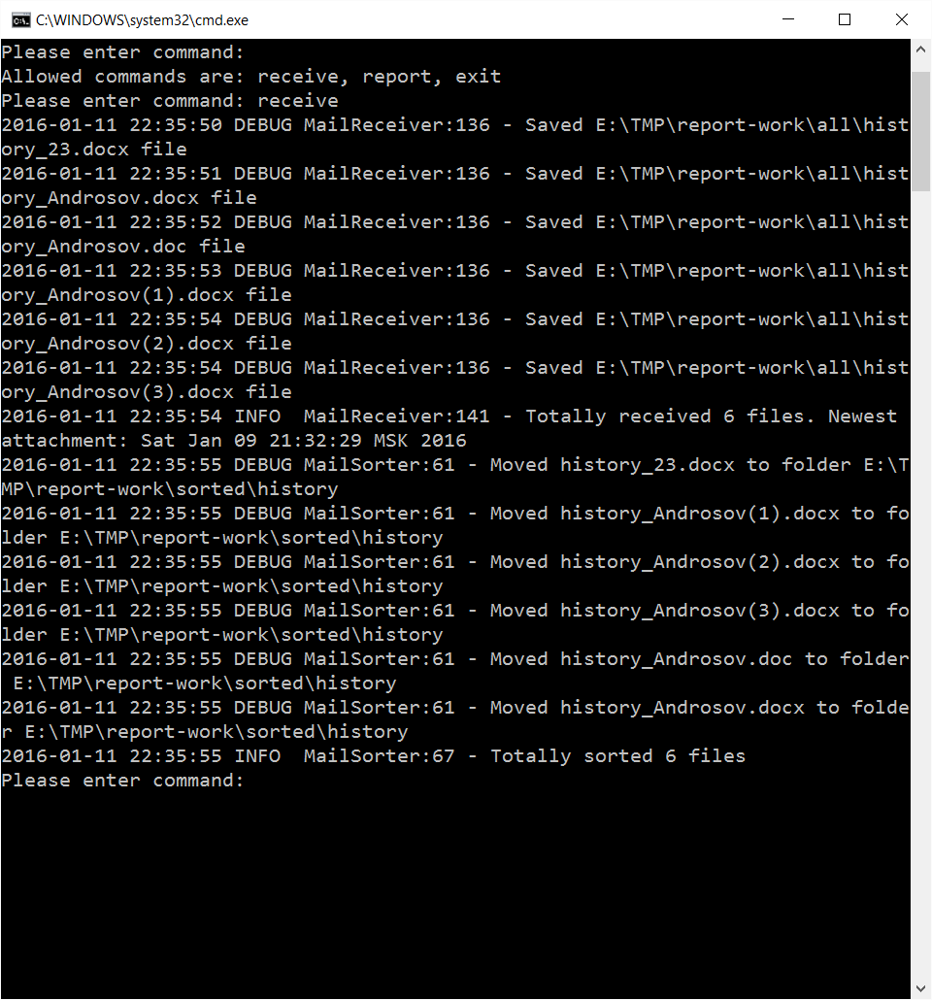 C:\WINDOWS\system32\cmd.exe
Please enter command:
Allowed commands are: receive, report, exit
Please enter command: receive
2016-01-11 22:35:50 DEBUG MailReceiver:136 - Saved E:\TMP\report-work\all\hist
ory_23.docx file
2016-01-11 22:35:51 DEBUG MailReceiver:136 - Saved E:\TMP\report-work\all\hist
ory_Androsov.docx file
2016-01-11 22:35:52 DEBUG MailReceiver:136 - Saved E:\TMP\report-work\all\hist
ory_Androsov.doc file
2016-01-11 22:35:53 DEBUG MailReceiver:136 - Saved E:\TMP\report-work\all\hist
ory_Androsov(1).docx file
2016-01-11 22:35:54 DEBUG MailReceiver:136 - Saved E:\TMP\report-work\all\hist
ory_Androsov(2).docx file
2016-01-11 22:35:54 DEBUG MailReceiver:136 - Saved E:\TMP\report-work\all\hist
ory_Androsov(3).docx file
2016-01-11 22:35:54 INFO  MailReceiver:141 - Totally received 6 files. Newest
attachment: Sat Jan 09 21:32:29 MSK 2016
2016-01-11 22:35:55 DEBUG MailSorter:61 - Moved history_23.docx to folder E:\T
MP\report-work\sorted\history
2016-01-11 22:35:55 DEBUG MailSorter:61 - Moved history_Androsov(1).docx to fo
lder E:\TMP\report-work\sorted\history
2016-01-11 22:35:55 DEBUG MailSorter:61 - Moved history_Androsov(2).docx to fo
lder E:\TMP\report-work\sorted\history
2016-01-11 22:35:55 DEBUG MailSorter:61 - Moved history_Androsov(3).docx to fo
lder E:\TMP\report-work\sorted\history
2016-01-11 22:35:55 DEBUG MailSorter:61 - Moved history_Androsov.doc to folder
 E:\TMP\report-work\sorted\history
2016-01-11 22:35:55 DEBUG MailSorter:61 - Moved history_Androsov.docx to folde
r E:\TMP\report-work\sorted\history
2016-01-11 22:35:55 INFO  MailSorter:67 - Totally sorted 6 files
Please enter command: